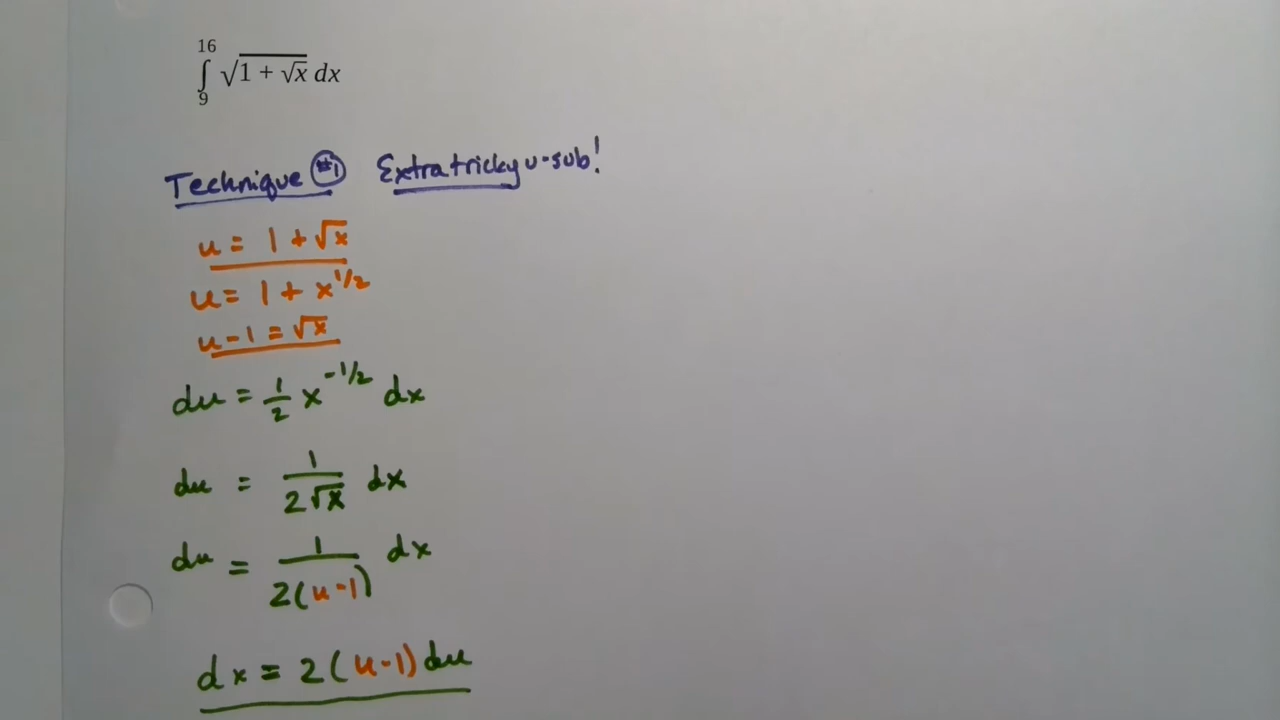 ∫₉¹⁶ √(1 + √x) dx
Technique #1 Extra tricky u-sub!
u = 1 + √x
u = 1 + x^1/2
u - 1 = √x
du = 1/2 x^-1/2 dx
du = 1/(2√x) dx
du = 1/(2(u-1)) dx
dx = 2(u-1) du